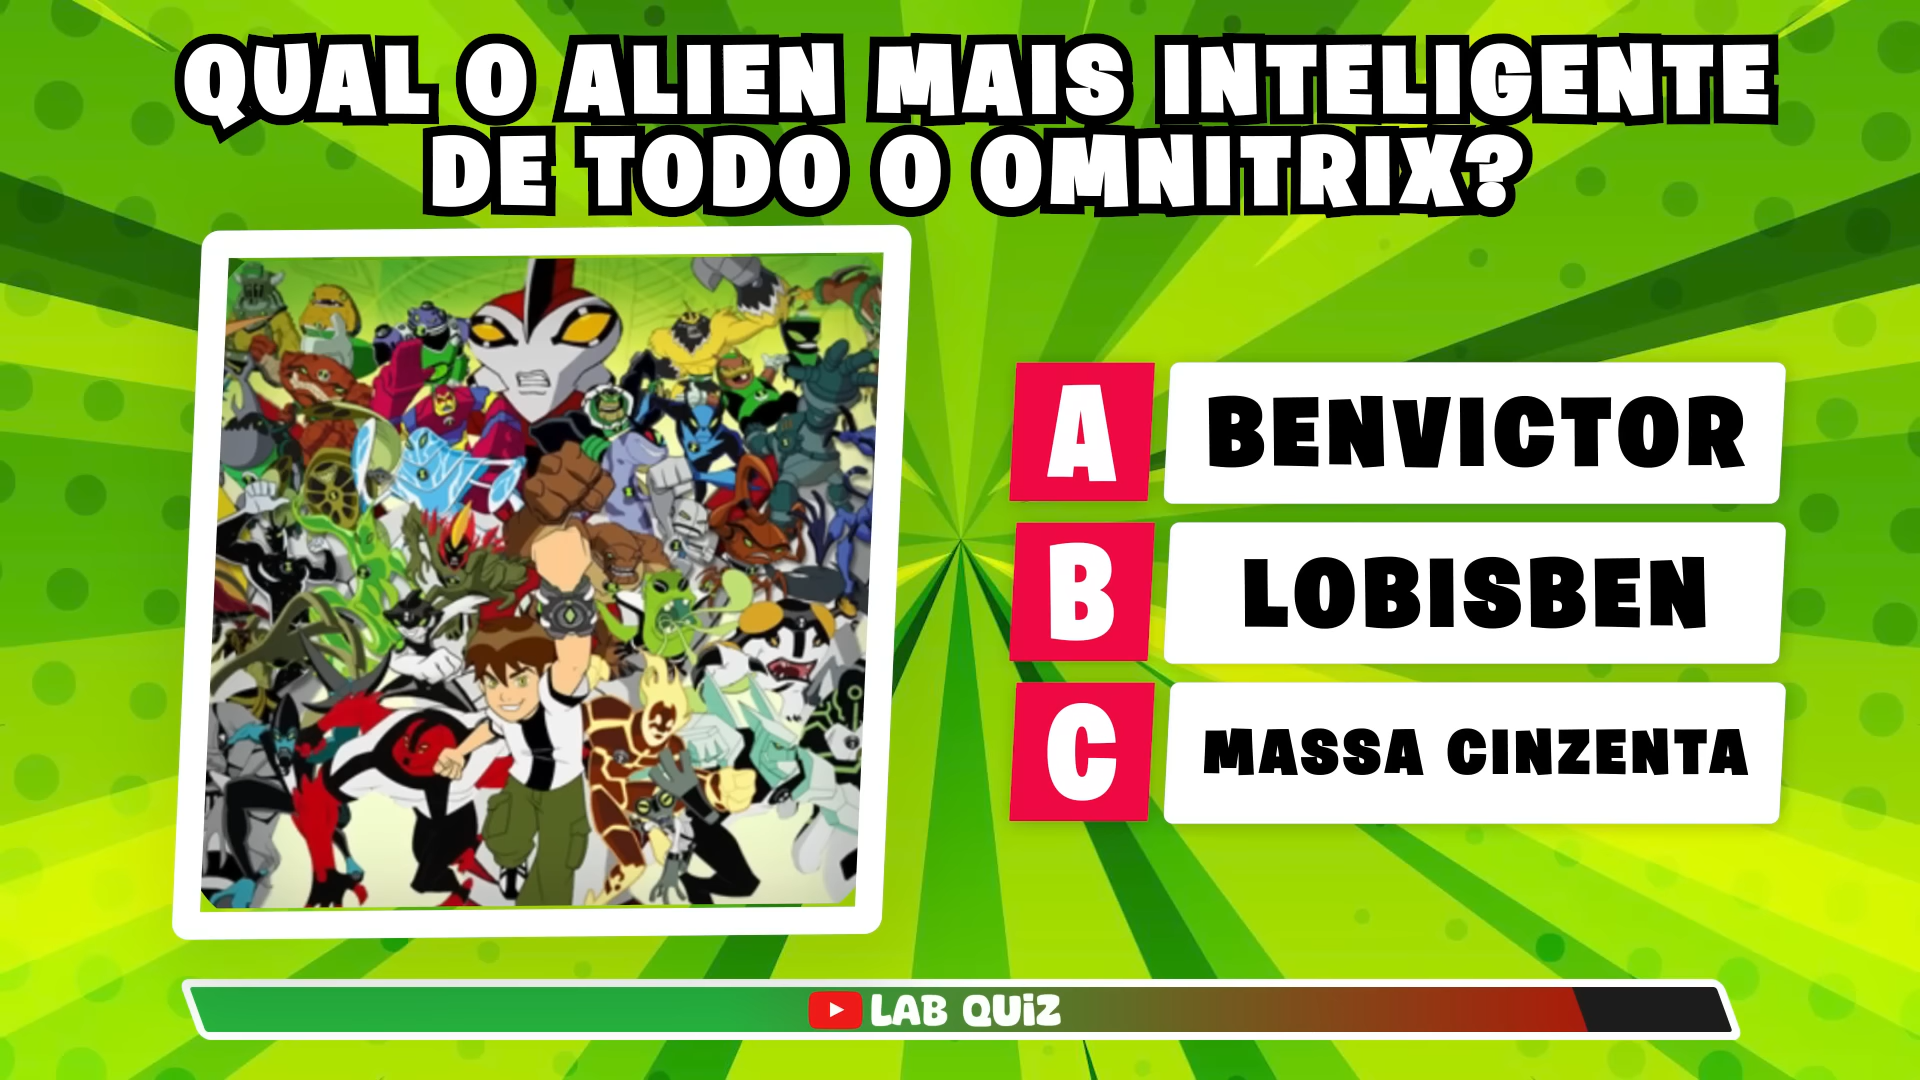 QUAL O ALIEN MAIS INTELIGENTE
DE TODO O OMNITRIX?
A
BENVICTOR
B
LOBISBEN
C
MASSA CINZENTA
LAB QUiZ